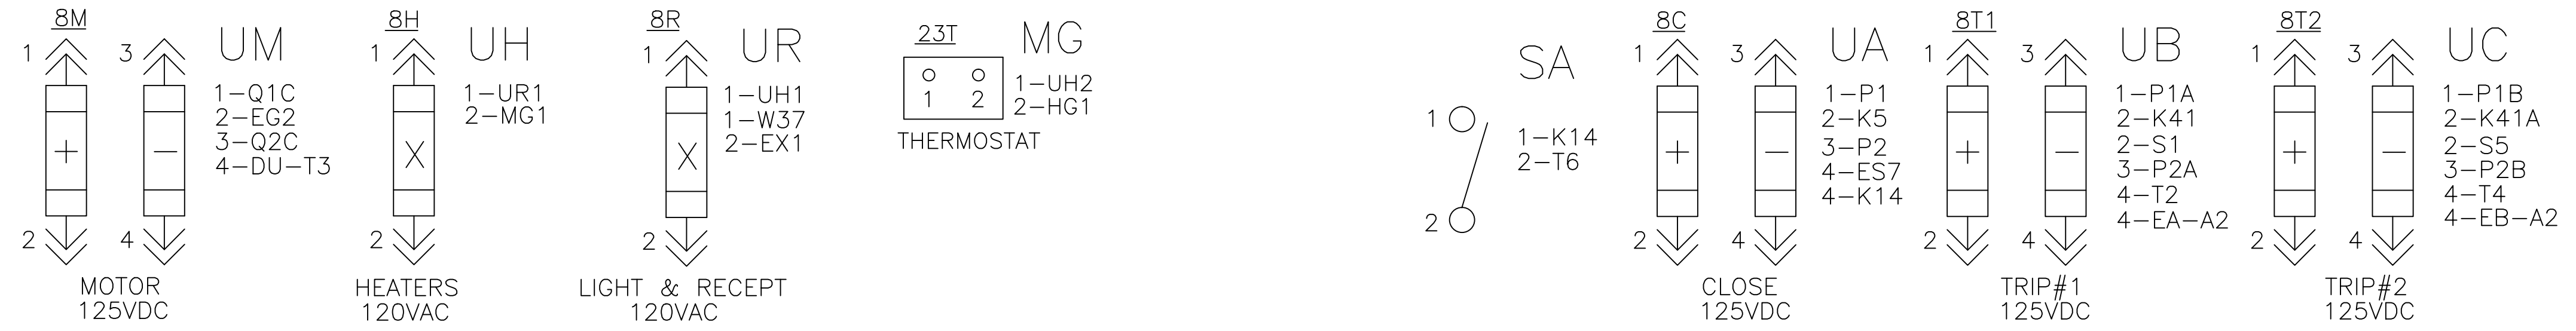 8M
1 3
UM
1-Q1C
2-EG2
3-Q2C
4-DU-T3
+ -
2 4
MOTOR
125VDC
8H
1
UH
1-UR1
2-MG1
X
2
HEATERS
120VAC
8R
1
UR
1-UH1
1-W37
2-EX1
X
2
LIGHT & RECEPT
120VAC
23T
MG
1 2
1-UH2
2-HG1
THERMOSTAT
SA
1
1-K14
2-T6
2
8C
1 3
UA
1-P1
2-K5
3-P2
4-ES7
4-K14
+ -
2 4
CLOSE
125VDC
8T1
1 3
UB
1-P1A
2-K41
2-S1
3-P2A
4-T2
4-EA-A2
+ -
2 4
TRIP#1
125VDC
8T2
1 3
UC
1-P1B
2-K41A
2-S5
3-P2B
4-T4
4-EB-A2
+ -
2 4
TRIP#2
125VDC